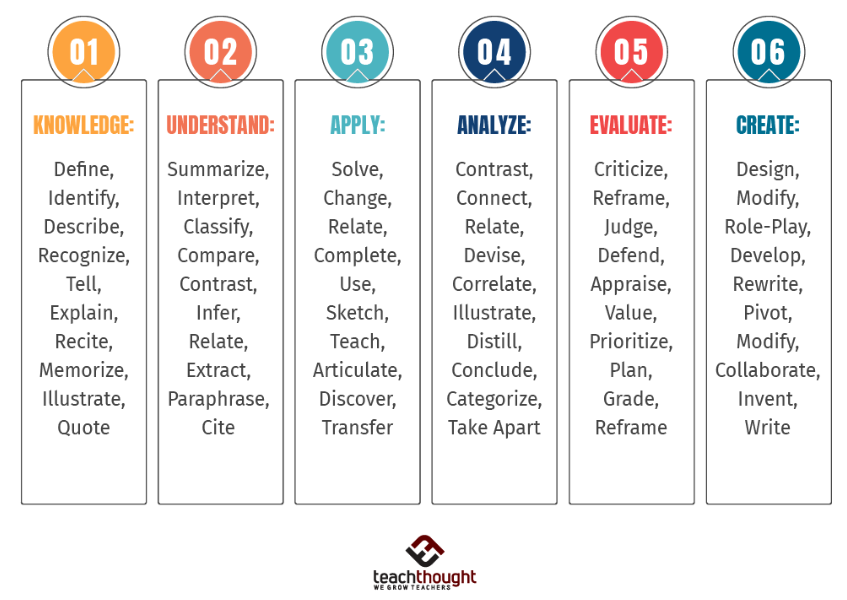 01
KNOWLEDGE:
Define,
Identify,
Describe,
Recognize,
Tell,
Explain,
Recite,
Memorize,
Illustrate,
Quote
02
UNDERSTAND:
Summarize,
Interpret,
Classify,
Compare,
Contrast,
Infer,
Relate,
Extract,
Paraphrase,
Cite
03
APPLY:
Solve,
Change,
Relate,
Complete,
Use,
Sketch,
Teach,
Articulate,
Discover,
Transfer
04
ANALYZE:
Contrast,
Connect,
Relate,
Devise,
Correlate,
Illustrate,
Distill,
Conclude,
Categorize,
Take Apart
05
EVALUATE:
Criticize,
Reframe,
Judge,
Defend,
Appraise,
Value,
Prioritize,
Plan,
Grade,
Reframe
06
CREATE:
Design,
Modify,
Role-Play,
Develop,
Rewrite,
Pivot,
Modify,
Collaborate,
Invent,
Write
teachthought
WE GROW TEACHERS